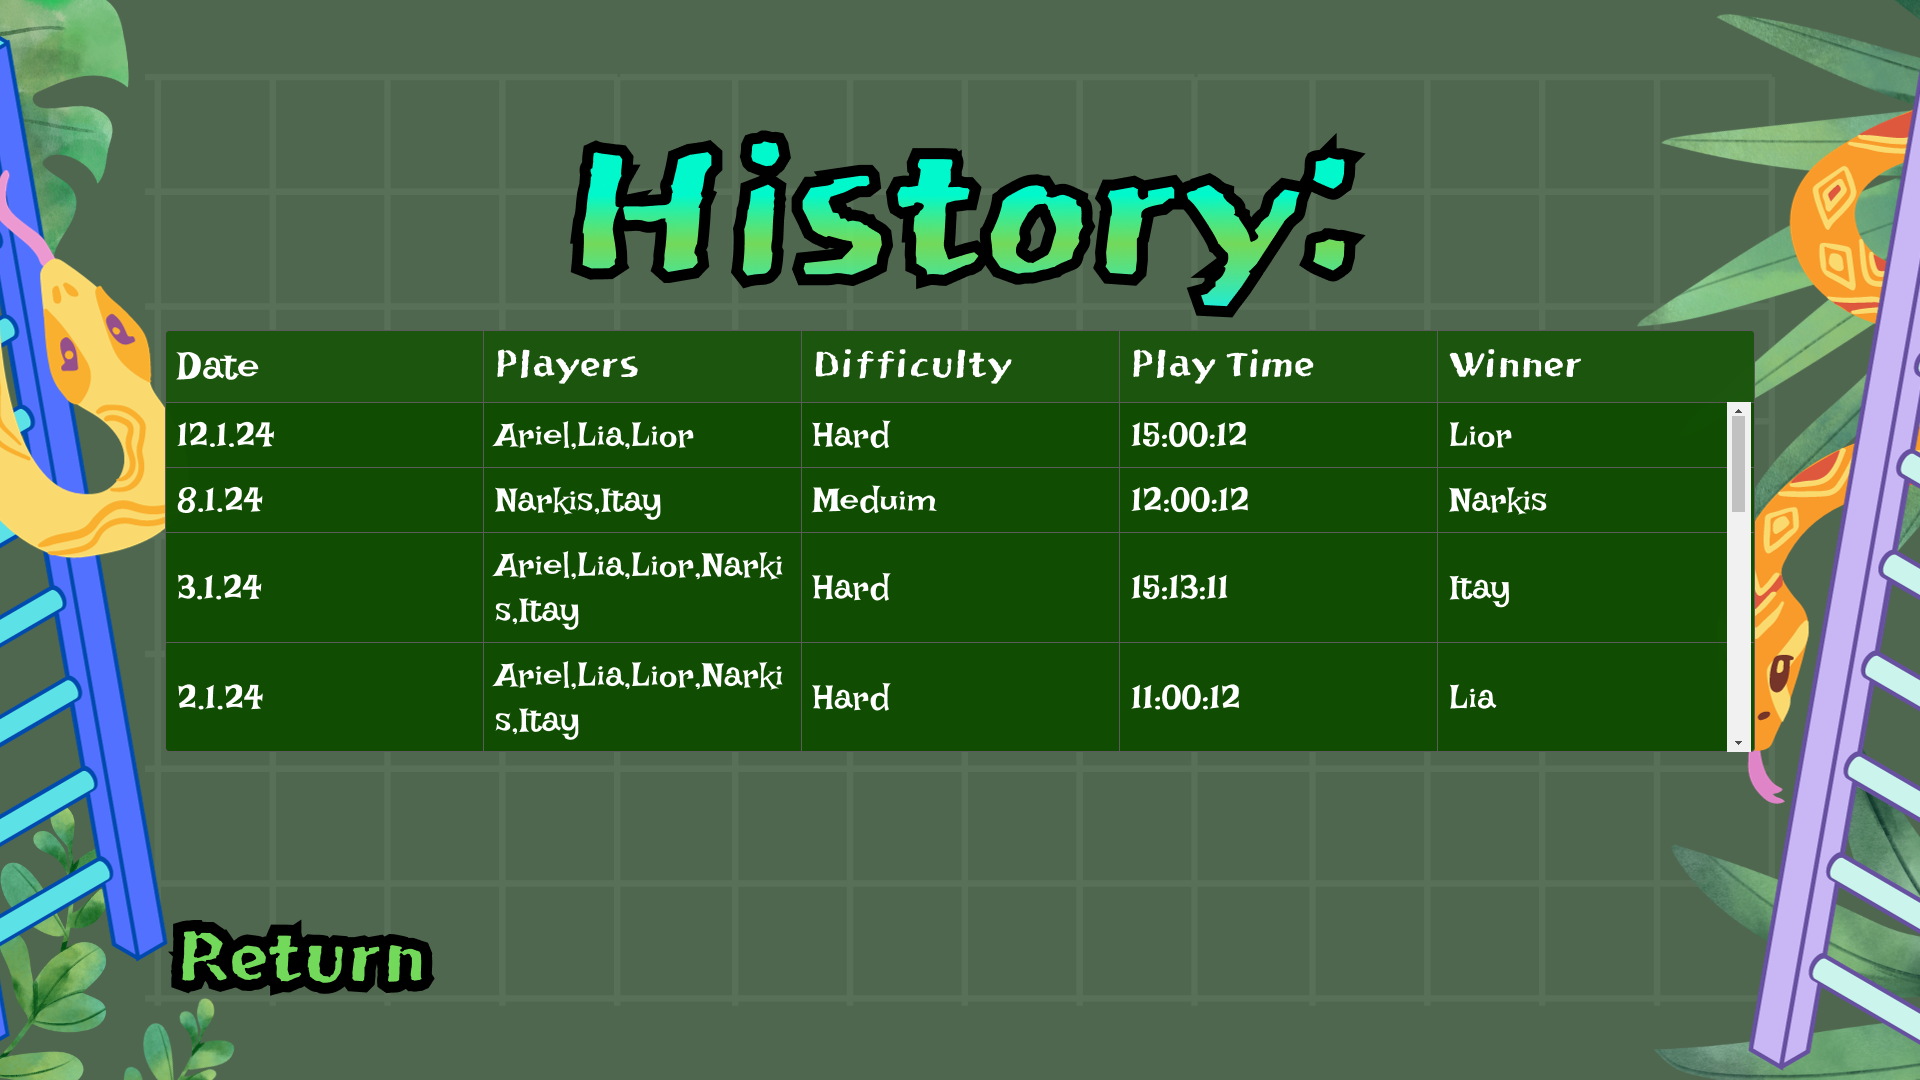 History:
Date Players Difficulty Play Time Winner
12.1.24 Ariel,Lia,Lior Hard 15:00:12 Lior
8.1.24 Narkis,Itay Meduim 12:00:12 Narkis
3.1.24 Ariel,Lia,Lior,Narki Hard 15:13:11 Itay
s,Itay
2.1.24 Ariel,Lia,Lior,Narki Hard 11:00:12 Lia
s,Itay
Return